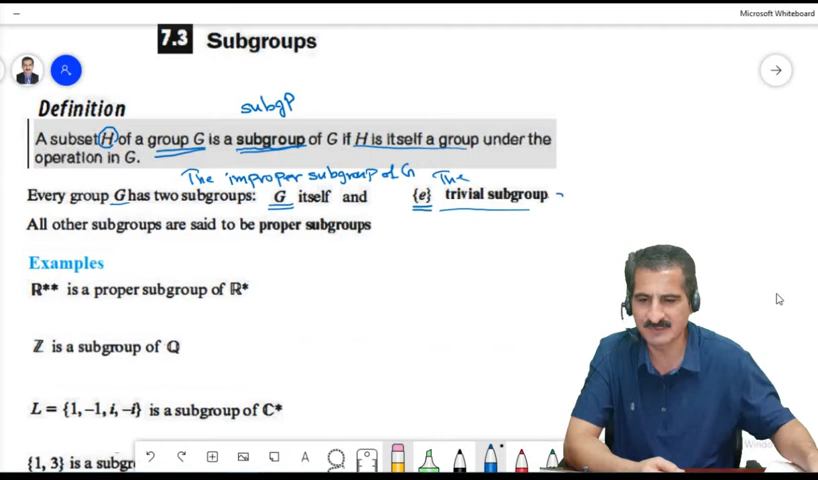 Microsoft Whiteboard
7.3 Subgroups
Definition
subgP
A subset H of a group G is a subgroup of G if H is itself a group under the
operation in G.
The improper subgroup of G The
Every group G has two subgroups: G itself and {e} trivial subgroup
All other subgroups are said to be proper subgroups
Examples
R** is a proper subgroup of ℝ*
ℤ is a subgroup of ℚ
L = {1, −1, i, −i} is a subgroup of ℂ*
{1, 3} is a subgr